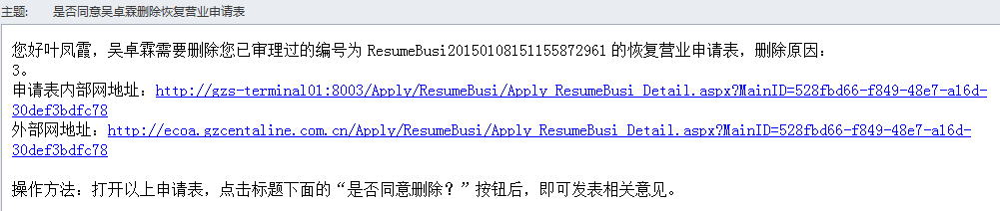 主题: 是否同意吴卓霖删除恢复营业申请表
您好叶凤霞，吴卓霖需要删除您已审理过的编号为 ResumeBusi20150108151155872961 的恢复营业申请表，删除原因：
3。
申请表内部网地址：http://gzs-terminal01:8003/Apply/ResumeBusi/Apply_ResumeBusi_Detail.aspx?MainID=528fbd66-f849-48e7-a16d-
30def3bdfc78
外部网地址：http://ecoa.gzcentaline.com.cn/Apply/ResumeBusi/Apply_ResumeBusi_Detail.aspx?MainID=528fbd66-f849-48e7-a16d-
30def3bdfc78
操作方法：打开以上申请表，点击标题下面的“是否同意删除？”按钮后，即可发表相关意见。